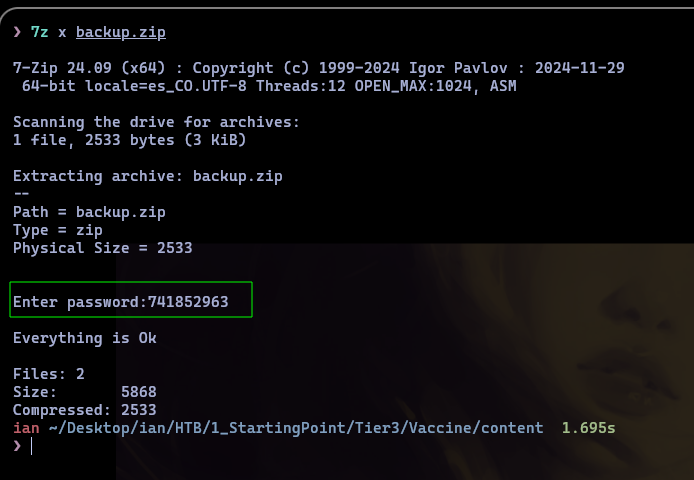 ❯ 7z x backup.zip
7-Zip 24.09 (x64) : Copyright (c) 1999-2024 Igor Pavlov : 2024-11-29
64-bit locale=es_CO.UTF-8 Threads:12 OPEN_MAX:1024, ASM
Scanning the drive for archives:
1 file, 2533 bytes (3 KiB)
Extracting archive: backup.zip
--
Path = backup.zip
Type = zip
Physical Size = 2533
Enter password:741852963
Everything is Ok
Files: 2
Size:       5868
Compressed: 2533
ian ~/Desktop/ian/HTB/1_StartingPoint/Tier3/Vaccine/content  1.695s
❯